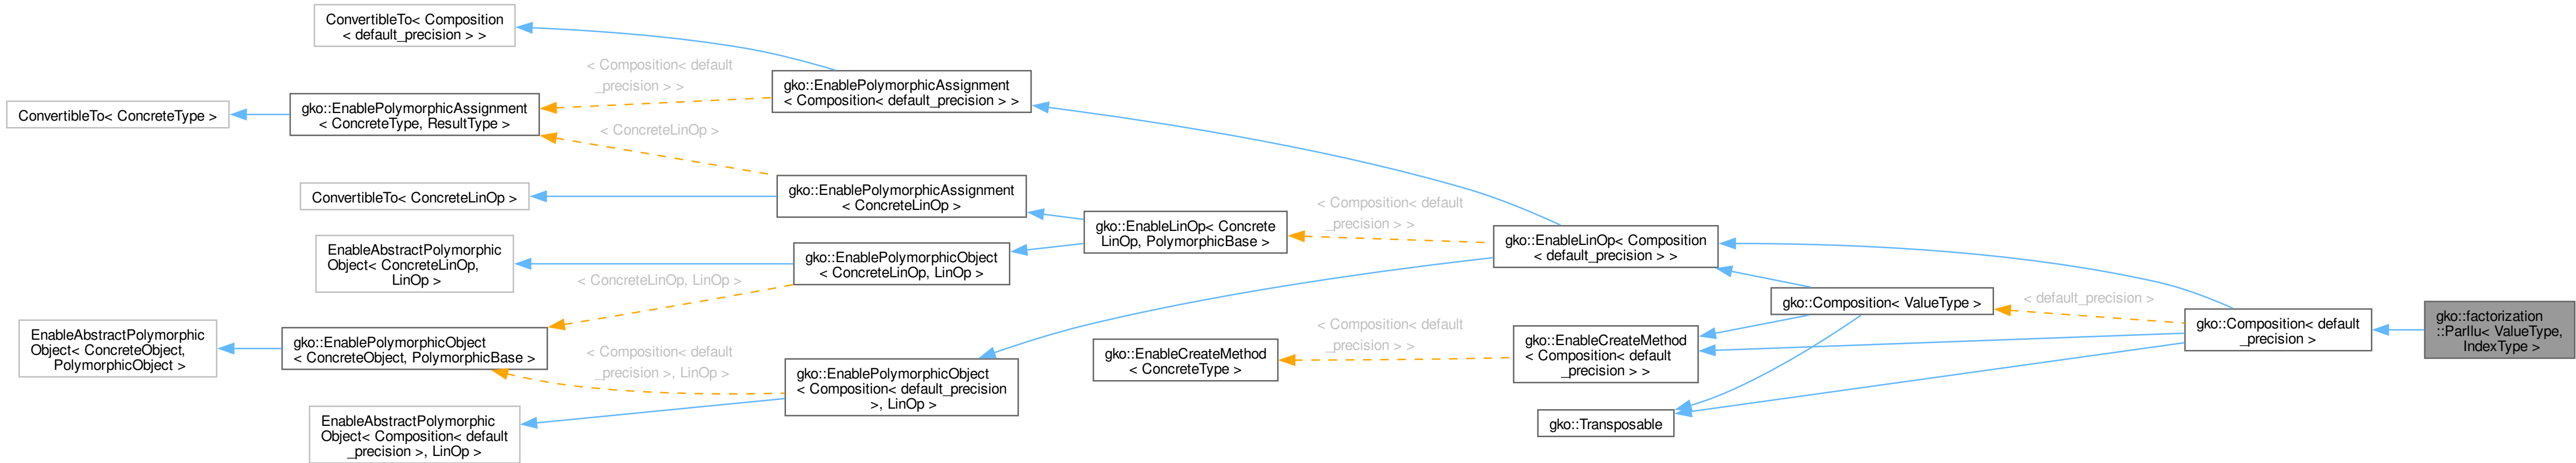 ConvertibleTo< Composition
< default_precision > >
ConvertibleTo< ConcreteType >
gko::EnablePolymorphicAssignment
< ConcreteType, ResultType >
< Composition< default
_precision > >
< ConcreteLinOp >
gko::EnablePolymorphicAssignment
< Composition< default_precision > >
ConvertibleTo< ConcreteLinOp >
gko::EnablePolymorphicAssignment
< ConcreteLinOp >
EnableAbstractPolymorphic
Object< ConcreteLinOp,
LinOp >
gko::EnablePolymorphicObject
< ConcreteLinOp, LinOp >
gko::EnableLinOp< Concrete
LinOp, PolymorphicBase >
< Composition< default
_precision > >
gko::EnableLinOp< Composition
< default_precision > >
< ConcreteLinOp, LinOp >
EnableAbstractPolymorphic
Object< ConcreteObject,
PolymorphicObject >
gko::EnablePolymorphicObject
< ConcreteObject, PolymorphicBase >
< Composition< default
_precision >, LinOp >
gko::EnablePolymorphicObject
< Composition< default_precision
>, LinOp >
EnableAbstractPolymorphic
Object< Composition< default
_precision >, LinOp >
gko::EnableCreateMethod
< ConcreteType >
< Composition< default
_precision > >
gko::EnableCreateMethod
< Composition< default
_precision > >
gko::Transposable
gko::Composition< ValueType >
< default_precision >
gko::Composition< default
_precision >
gko::factorization
::ParIlu< ValueType,
IndexType >